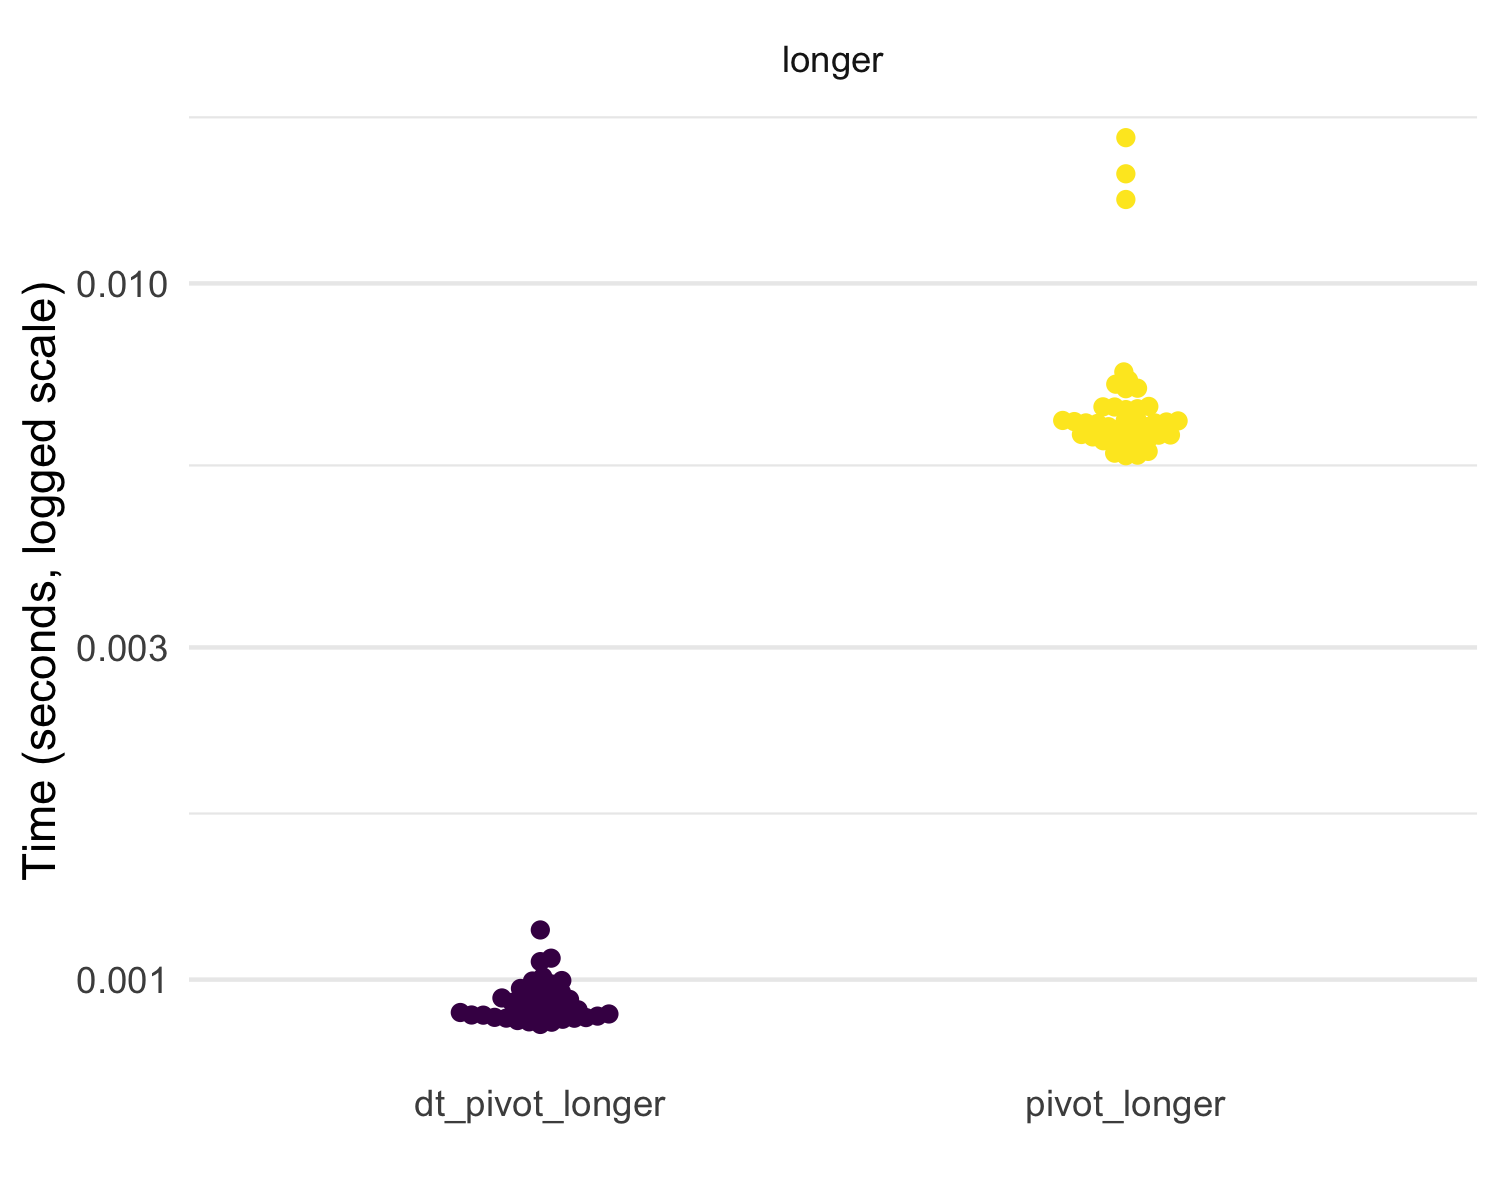 longer
Time (seconds, logged scale)
0.010
0.003
0.001
dt_pivot_longer
pivot_longer